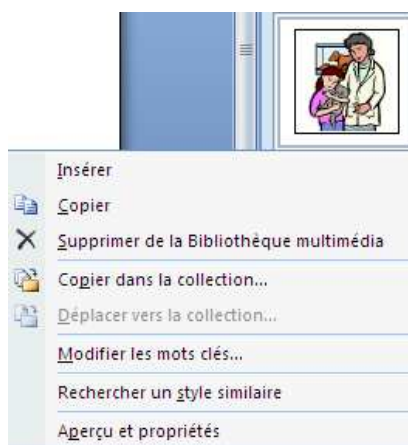 Insérer
Copier
Supprimer de la Bibliothèque multimédia
Copier dans la collection...
Déplacer vers la collection...
Modifier les mots clés...
Rechercher un style similaire
Aperçu et propriétés